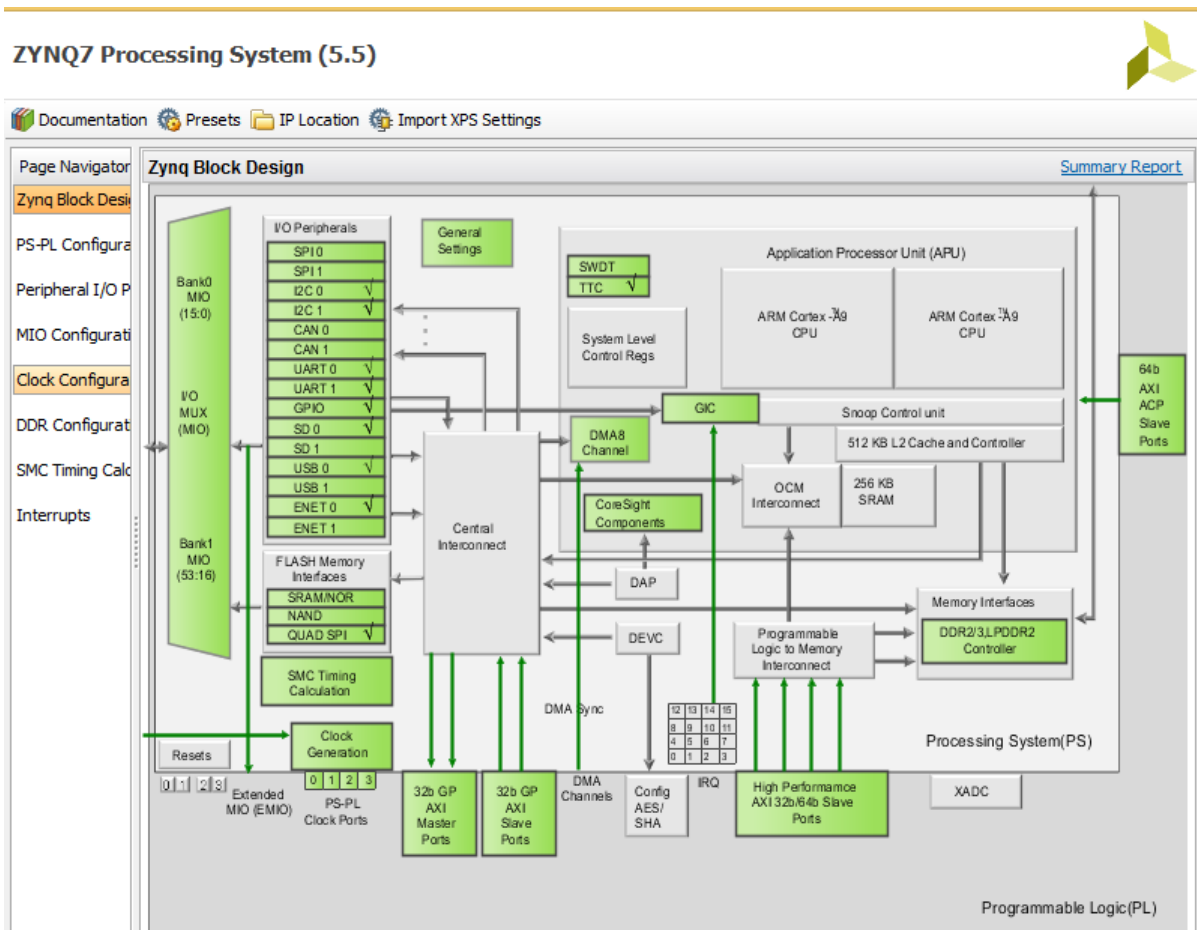 ZYNQ7 Processing System (5.5)
Documentation Presets IP Location Import XPS Settings
Page Navigator
Zynq Block Desi
PS-PL Configura
Peripheral I/O P
MIO Configurati
Clock Configura
DDR Configurat
SMC Timing Calc
Interrupts
Zynq Block Design
Summary Report
Bank0
MIO
(15:0)
I/O
MUX
(MIO)
Bank1
MIO
(53:16)
I/O Peripherals
SPI 0
SPI 1
I2C 0 √
I2C 1 √
CAN 0
CAN 1
UART 0 √
UART 1 √
GPIO √
SD 0 √
SD 1
USB 0 √
USB 1
ENET 0 √
ENET 1
FLASH Memory
Interfaces
SRAM/NOR
NAND
QUAD SPI √
SMC Timing
Calculation
General
Settings
Application Processor Unit (APU)
SWDT
TTC √
System Level
Control Regs
ARM Cortex -A9
CPU
ARM Cortex A9
CPU
64b
AXI
ACP
Slave
Ports
GIC
Snoop Control unit
512 KB L2 Cache and Controller
DMA8
Channel
OCM
Interconnect
256 KB
SRAM
CoreSight
Components
Central
Interconnect
DAP
DEVC
Programmable
Logic to Memory
Interconnect
Memory Interfaces
DDR2/3,LPDDR2
Controller
DMA Sync
12 13 14 15
8 9 10 11
4 5 6 7
0 1 2 3
IRQ
Processing System(PS)
Resets
0 1 2 3
Clock
Generation
0 1 2 3
Extended
MIO (EMIO)
PS-PL
Clock Ports
32b GP
AXI
Master
Ports
32b GP
AXI
Slave
Ports
DMA
Channels
Config
AES/
SHA
High Performamce
AXI 32b/64b Slave
Ports
XADC
Programmable Logic(PL)